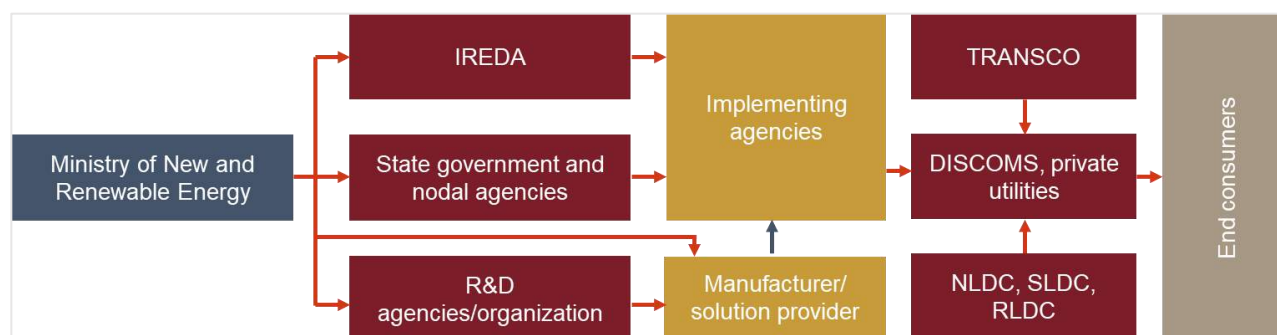 Ministry of New and
Renewable Energy
IREDA
State government and
nodal agencies
R&D
agencies/organization
Implementing
agencies
Manufacturer/
solution provider
TRANSCO
DISCOMS, private
utilities
NLDC, SLDC,
RLDC
End consumers